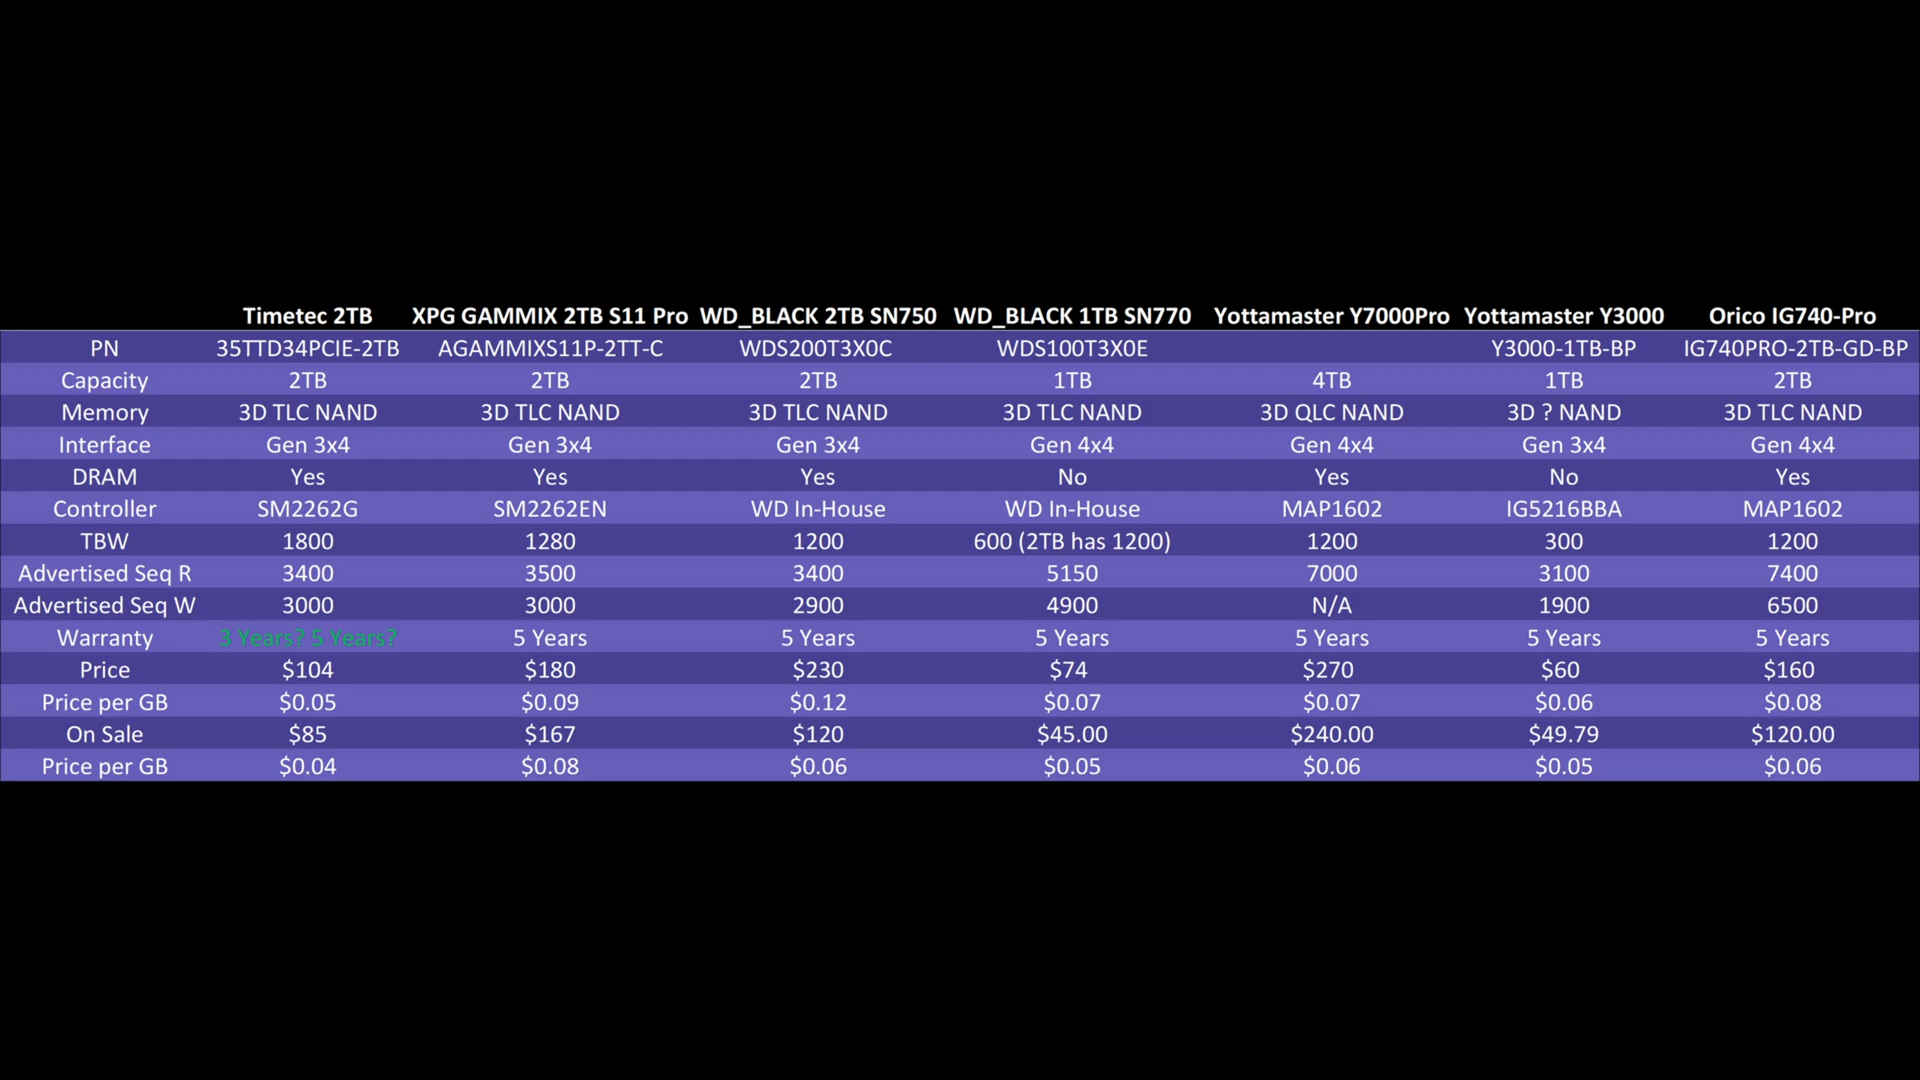 Timetec 2TB XPG GAMMIX 2TB S11 Pro WD_BLACK 2TB SN750 WD_BLACK 1TB SN770 Yottamaster Y7000Pro Yottamaster Y3000 Orico IG740-Pro
PN 35TTD34PCIE-2TB AGAMMIXS11P-2TT-C WDS200T3X0C WDS100T3X0E Y3000-1TB-BP IG740PRO-2TB-GD-BP
Capacity 2TB 2TB 2TB 1TB 4TB 1TB 2TB
Memory 3D TLC NAND 3D TLC NAND 3D TLC NAND 3D TLC NAND 3D QLC NAND 3D ? NAND 3D TLC NAND
Interface Gen 3x4 Gen 3x4 Gen 3x4 Gen 4x4 Gen 4x4 Gen 3x4 Gen 4x4
DRAM Yes Yes Yes No Yes No Yes
Controller SM2262G SM2262EN WD In-House WD In-House MAP1602 IG5216BBA MAP1602
TBW 1800 1280 1200 600 (2TB has 1200) 1200 300 1200
Advertised Seq R 3400 3500 3400 5150 7000 3100 7400
Advertised Seq W 3000 3000 2900 4900 N/A 1900 6500
Warranty 3 Years? 5 Years? 5 Years 5 Years 5 Years 5 Years 5 Years 5 Years
Price $104 $180 $230 $74 $270 $60 $160
Price per GB $0.05 $0.09 $0.12 $0.07 $0.07 $0.06 $0.08
On Sale $85 $167 $120 $45.00 $240.00 $49.79 $120.00
Price per GB $0.04 $0.08 $0.06 $0.05 $0.06 $0.05 $0.06